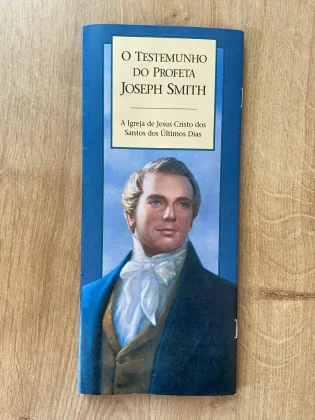 O Testemunho
do Profeta
Joseph Smith
A Igreja de Jesus Cristo dos
Santos dos Últimos Dias